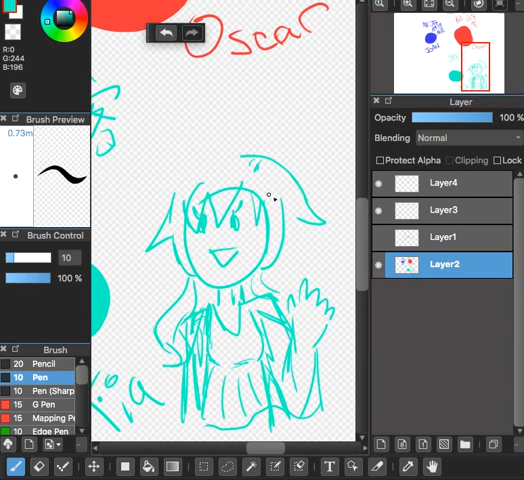 R:0
G:244
B:196
Oscar
Brush Preview
0.73m
Brush Control
10
100 %
Brush
20 Pencil
10 Pen
10 Pen (Sharp
15 G Pen
15 Mapping Pe
10 Edge Pen
Layer
Opacity 100 %
Blending Normal
Protect Alpha Clipping Lock
Layer4
Layer3
Layer1
Layer2
T